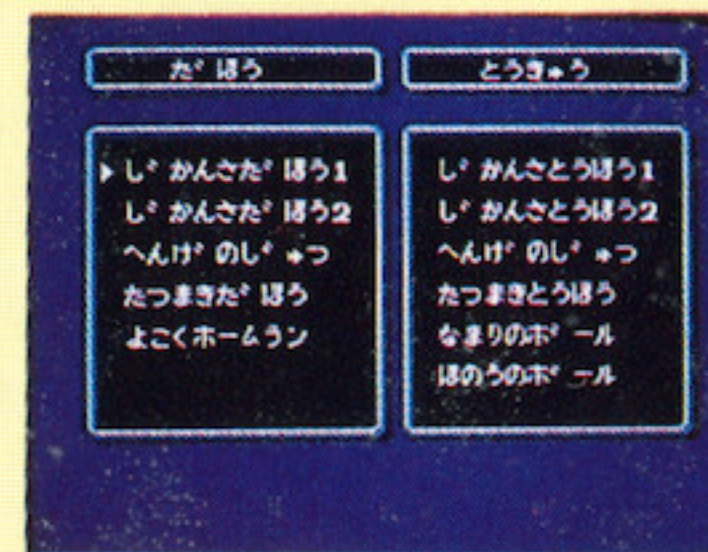 だほう
とうきゅう
▶じかんさだほう1
じかんさだほう2
へんげのじゅつ
たつまきだほう
よこくホームラン
じかんさとうほう1
じかんさとうほう2
へんげのじゅつ
たつまきとうほう
なまりのボール
ほのうのボール